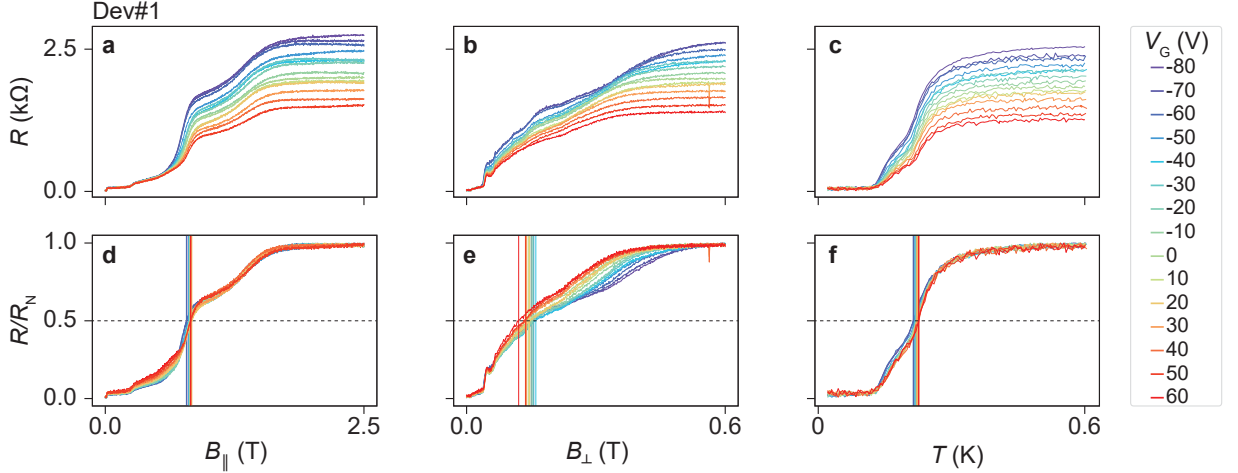 Dev#1
a
b
c
R (kΩ)
2.5
0.0
d
e
f
R/R_N
1.0
0.5
0.0
0.0
2.5
B_∥ (T)
0.0
0.6
B_⊥ (T)
0
0.6
T (K)
V_G (V)
-80
-70
-60
-50
-40
-30
-20
-10
0
10
20
30
40
50
60